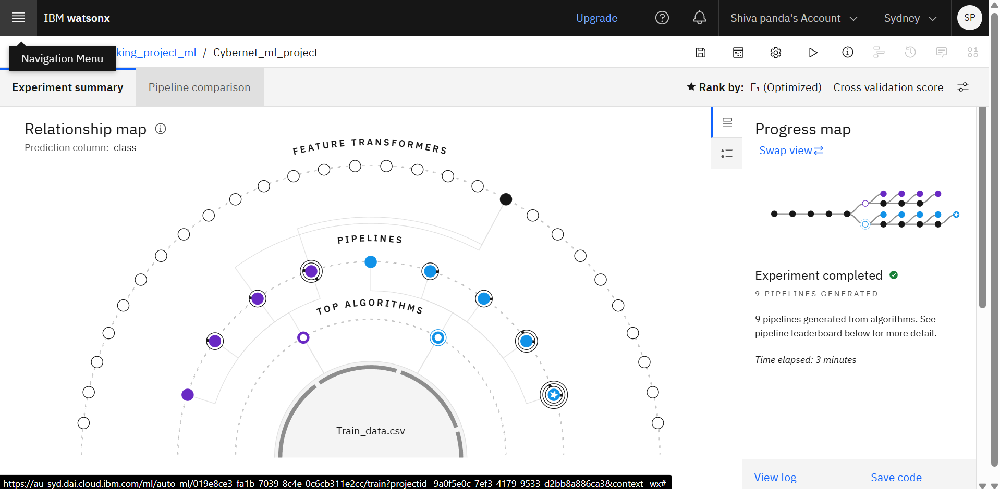 IBM watsonx
Upgrade
Shiva panda's Account
Sydney
SP
Navigation Menu
king_project_ml / Cybernet_ml_project
Experiment summary
Pipeline comparison
Rank by: F₁ (Optimized) | Cross validation score
Relationship map
Prediction column: class
FEATURE TRANSFORMERS
PIPELINES
TOP ALGORITHMS
Train_data.csv
Progress map
Swap view
Experiment completed
9 PIPELINES GENERATED
9 pipelines generated from algorithms. See
pipeline leaderboard below for more detail.
Time elapsed: 3 minutes
View log
Save code
https://au-syd.dai.cloud.ibm.com/ml/auto-ml/019e8ce3-fa1b-7039-8c4e-0c6cb311e2cc/train?projectid=9a0f5e0c-7ef3-4179-9533-d2bb8a886ca3&context=wx#